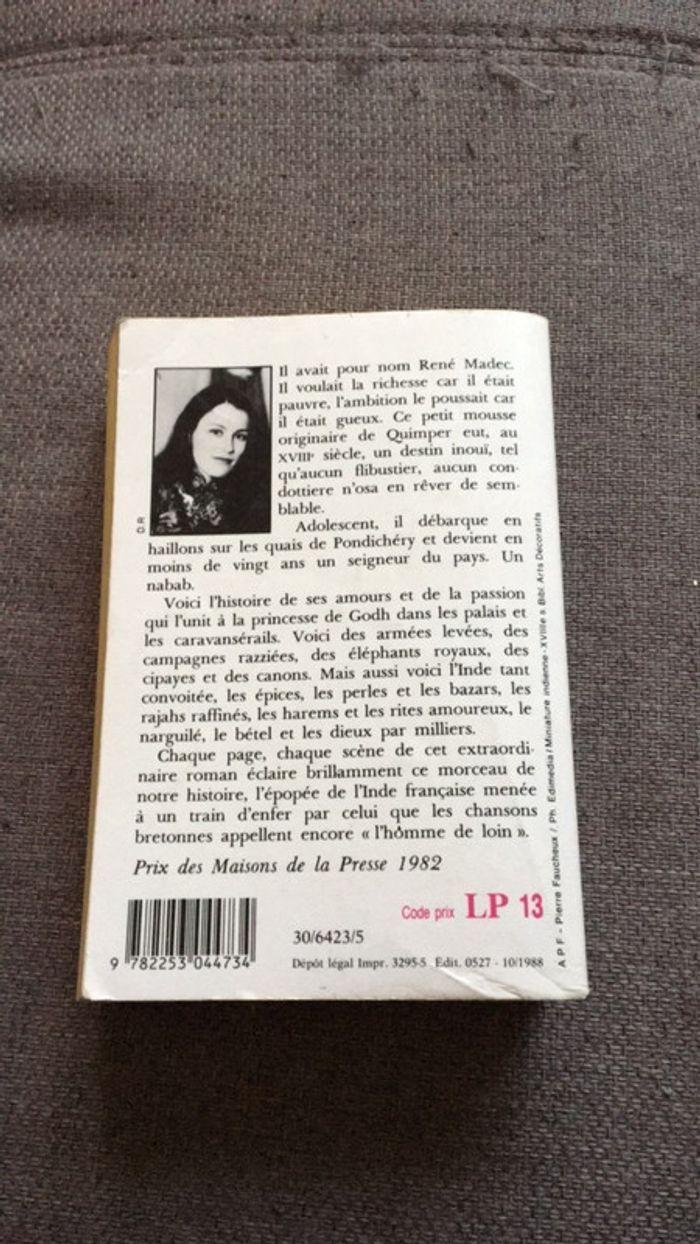 Il avait pour nom René Madec.
Il voulait la richesse car il était
pauvre, l'ambition le poussait car
il était gueux. Ce petit mousse
originaire de Quimper eut, au
XVIIIe siècle, un destin inouï, tel
qu'aucun flibustier, aucun con-
dottiere n'osa en rêver de sem-
blable.
D R
Adolescent, il débarque en
haillons sur les quais de Pondichéry et devient en
moins de vingt ans un seigneur du pays. Un
nabab.
Voici l'histoire de ses amours et de la passion
qui l'unit à la princesse de Godh dans les palais et
les caravansérails. Voici des armées levées, des
campagnes razziées, des éléphants royaux, des
cipayes et des canons. Mais aussi voici l'Inde tant
convoitée, les épices, les perles et les bazars, les
rajahs raffinés, les harems et les rites amoureux, le
narguilé, le bétel et les dieux par milliers.
Chaque page, chaque scène de cet extraordi-
naire roman éclaire brillamment ce morceau de
notre histoire, l'épopée de l'Inde française menée
à un train d'enfer par celui que les chansons
bretonnes appellent encore « l'hômme de loin ».
Prix des Maisons de la Presse 1982
Code prix LP 13
30/6423/5
9 782253 044734
Dépôt légal Impr. 3295-5 Edit. 0527 - 10/1988
A P F - Pierre Faucheux / Ph. Edimedia / Miniature indienne - XVIIIe s. Bibl. Arts Décoratifs